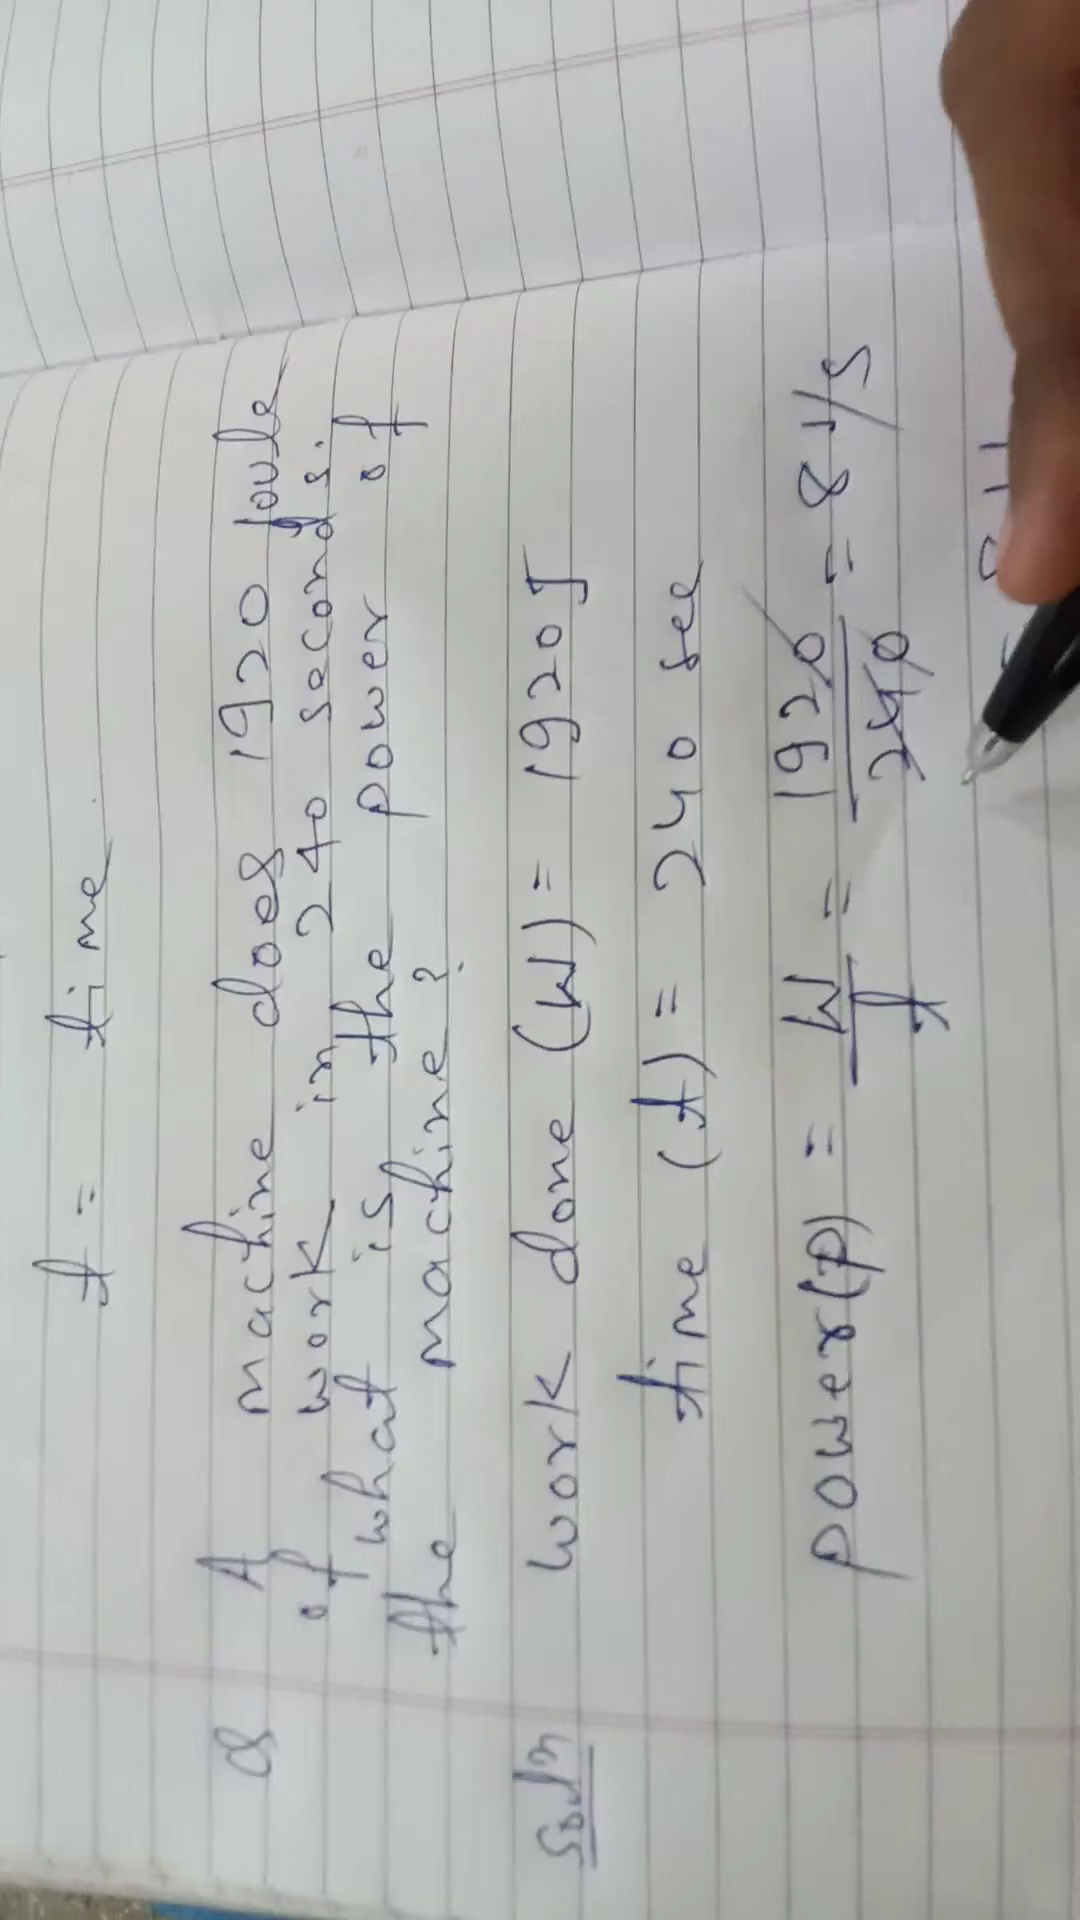 t = time
Q A machine does 1920 Joule
of work in 240 seconds.
what is the power of
the machine?
Soln work done (W) = 1920 J
time (t) = 240 sec
power(P) = W/t = 1920/240 = 8 J/s